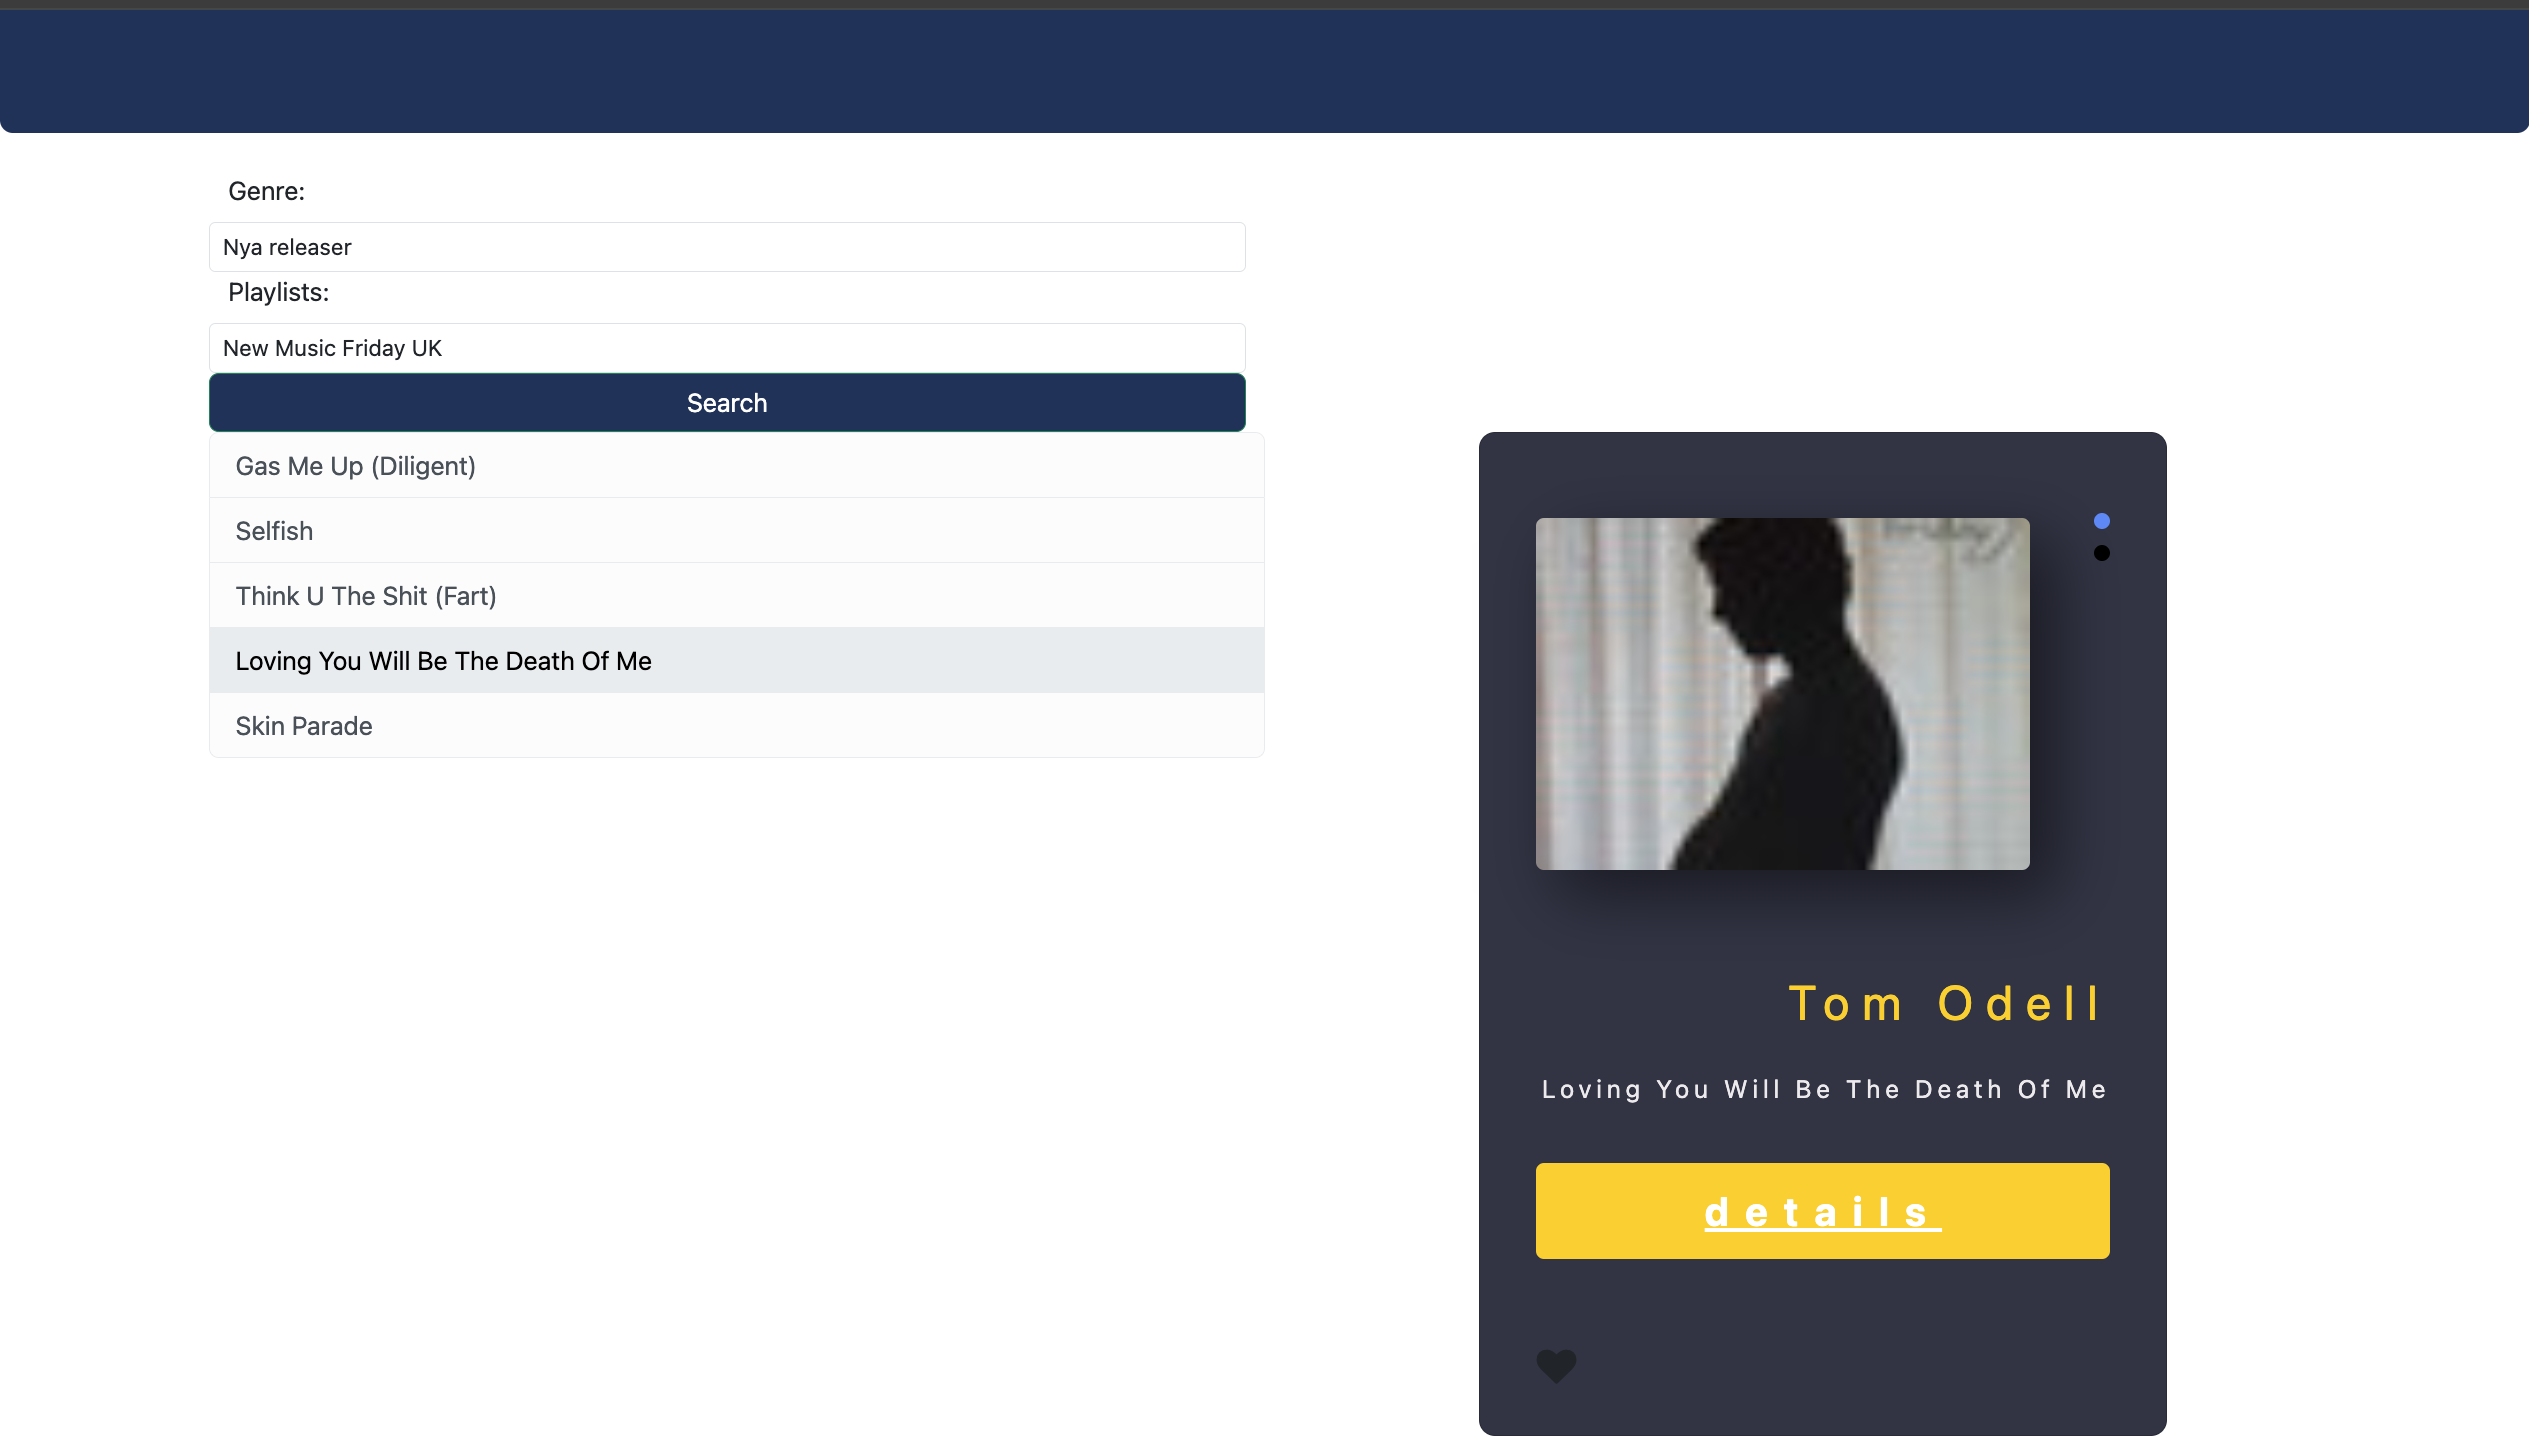 Genre:
Nya releaser
Playlists:
New Music Friday UK
Search
Gas Me Up (Diligent)
Selfish
Think U The Shit (Fart)
Loving You Will Be The Death Of Me
Skin Parade
Tom Odell
Loving You Will Be The Death Of Me
details